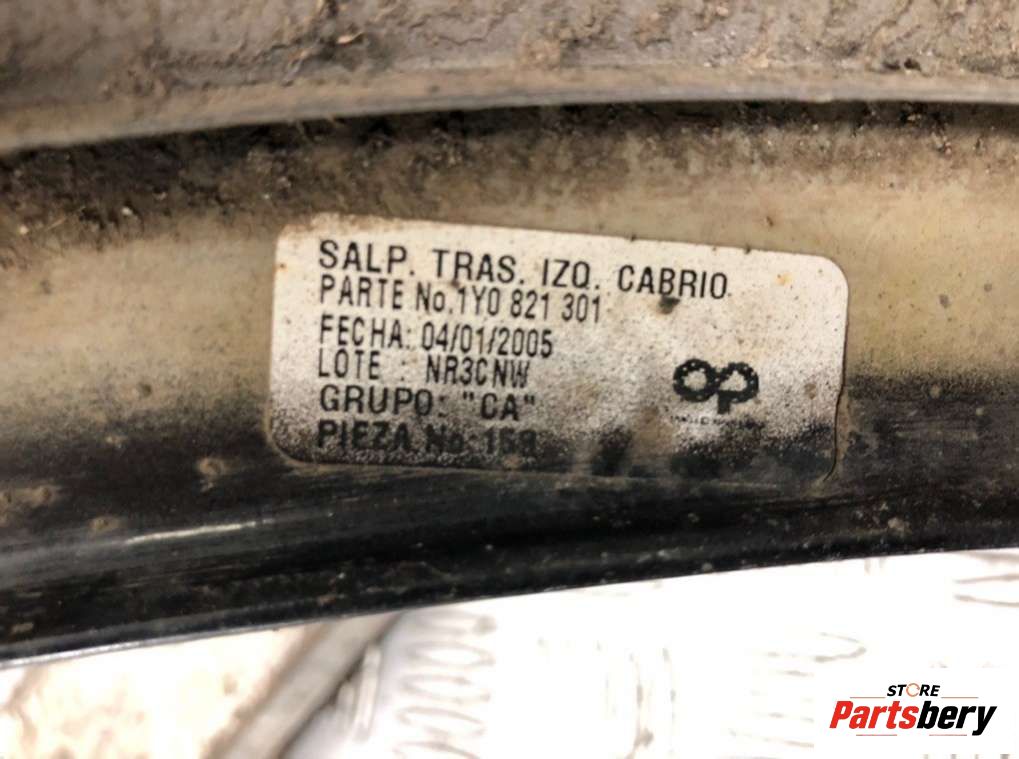 SALP. TRAS. IZQ. CABRIO
PARTE No.1Y0 821 301
FECHA: 04/01/2005
LOTE : NR3CNW
GRUPO: "CA"
PIEZA No:
op
STORE
Partsbery